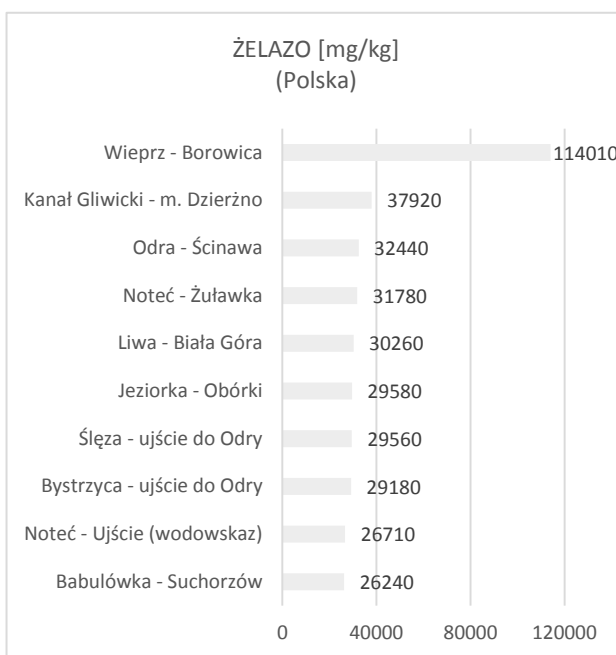 ŻELAZO [mg/kg]
(Polska)
Wieprz - Borowica 114010
Kanał Gliwicki - m. Dzierżno 37920
Odra - Ścinawa 32440
Noteć - Żuławka 31780
Liwa - Biała Góra 30260
Jeziorka - Obórki 29580
Ślęza - ujście do Odry 29560
Bystrzyca - ujście do Odry 29180
Noteć - Ujście (wodowskaz) 26710
Babulówka - Suchorzów 26240
0 40000 80000 120000